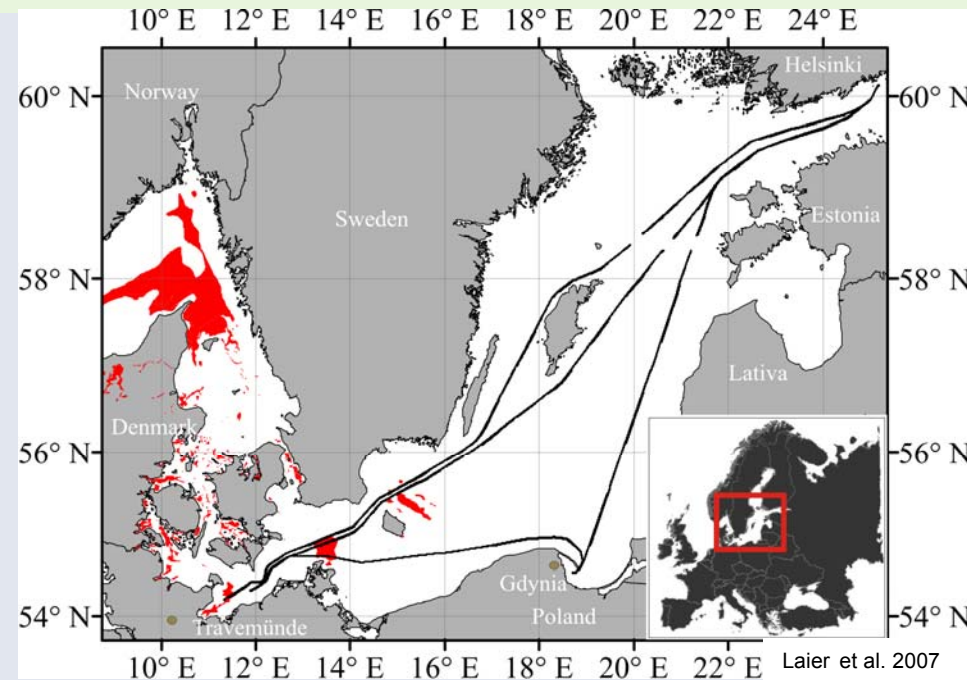 10° E 12° E 14° E 16° E 18° E 20° E 22° E 24° E
Helsinki
60° N 60° N
Norway
Sweden
Estonia
58° N 58° N
Lativa
Denmark
56° N 56° N
Gdynia
54° N 54° N
Poland
Travemünde
10° E 12° E 14° E 16° E 18° E 20° E 22° E
Laier et al. 2007